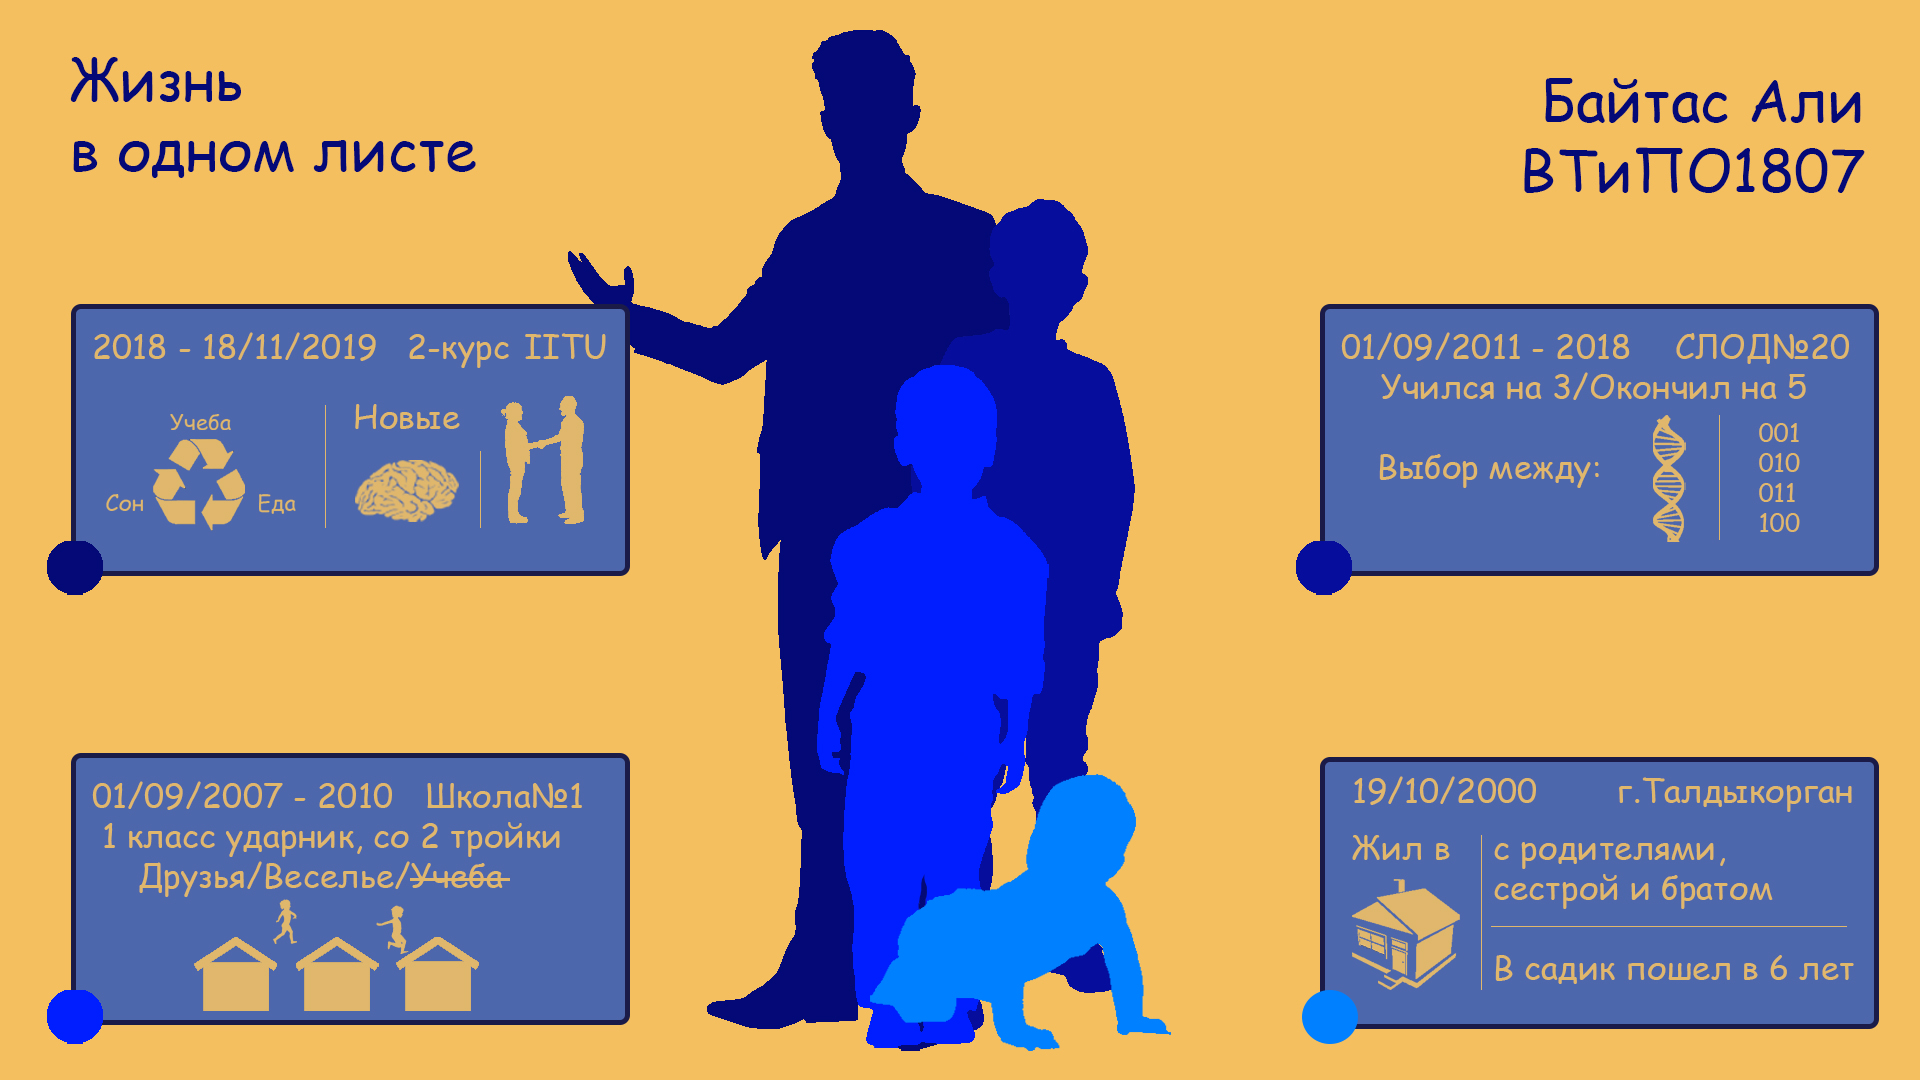 Жизнь
в одном листе
Байтас Али
ВТиПО1807
2018 - 18/11/2019 2-курс IITU
Учеба
Сон
Еда
Новые
01/09/2011 - 2018 СЛОД№20
Учился на 3/Окончил на 5
Выбор между:
001
010
011
100
01/09/2007 - 2010 Школа№1
1 класс ударник, со 2 тройки
Друзья/Веселье/Учеба
19/10/2000 г.Талдыкорган
Жил в
с родителями,
сестрой и братом
В садик пошел в 6 лет